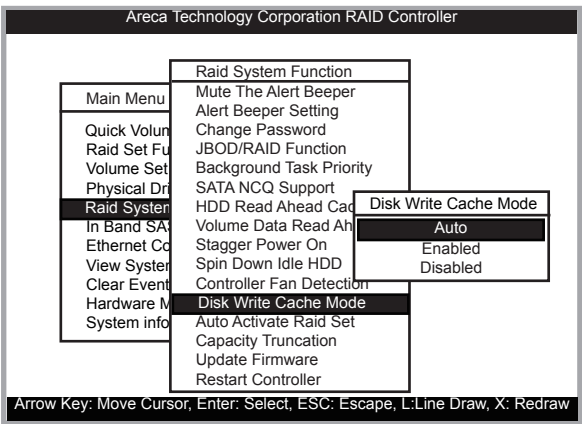 Areca Technology Corporation RAID Controller
Main Menu
Quick Volum
Raid Set Fu
Volume Set
Physical Dri
Raid System
In Band SA
Ethernet Co
View System
Clear Event
Hardware M
System info
Raid System Function
Mute The Alert Beeper
Alert Beeper Setting
Change Password
JBOD/RAID Function
Background Task Priority
SATA NCQ Support
HDD Read Ahead Cac
Volume Data Read Ah
Stagger Power On
Spin Down Idle HDD
Controller Fan Detection
Disk Write Cache Mode
Auto Activate Raid Set
Capacity Truncation
Update Firmware
Restart Controller
Disk Write Cache Mode
Auto
Enabled
Disabled
Arrow Key: Move Cursor, Enter: Select, ESC: Escape, L:Line Draw, X: Redraw